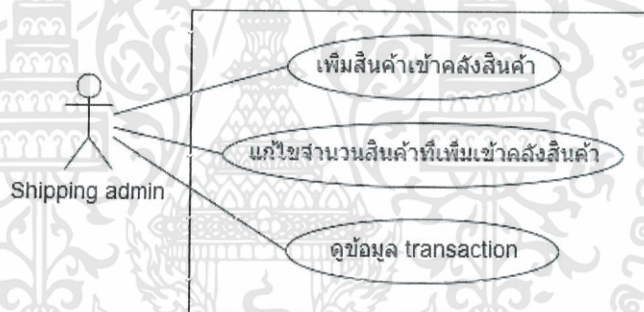 เพิ่มสินค้าเข้าคลังสินค้า
แก้ไขจำนวนสินค้าที่เพิ่มเข้าคลังสินค้า
Shipping admin
ดูข้อมูล transaction